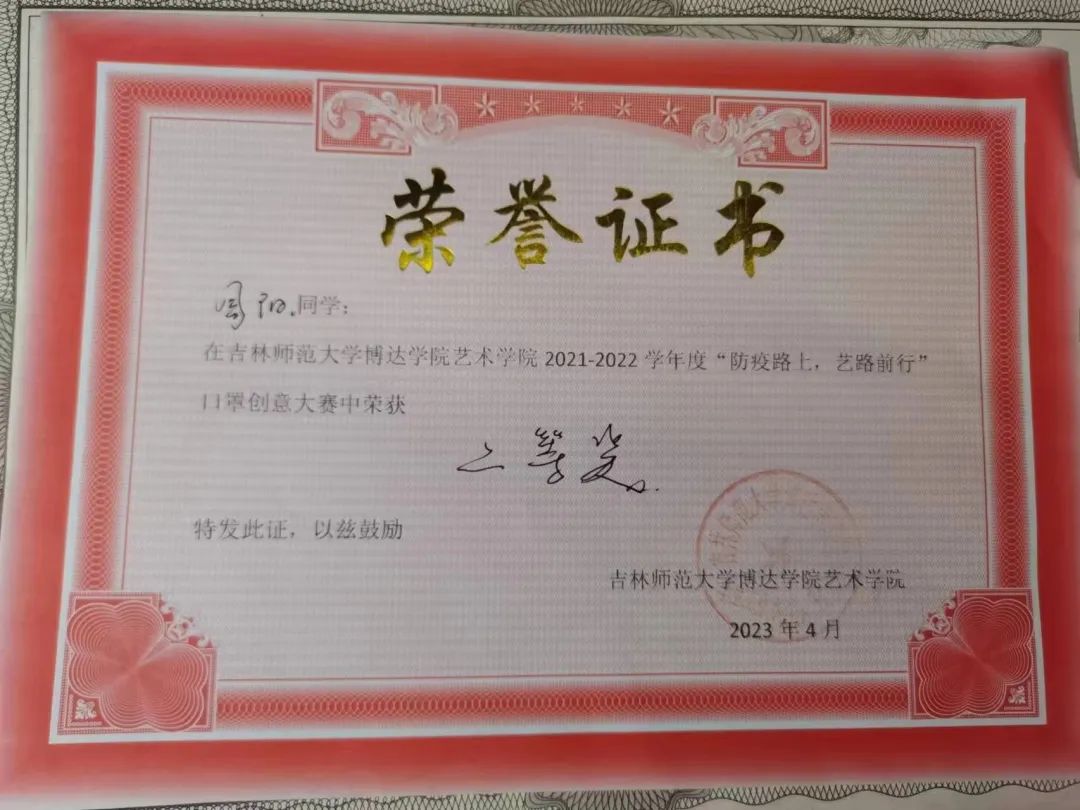 荣誉证书
周阳同学：
在吉林师范大学博达学院艺术学院 2021-2022 学年度“防疫路上，艺路前行”
口罩创意大赛中荣获
二等奖
特发此证，以兹鼓励
吉林师范大学博达学院艺术学院
2023 年 4 月